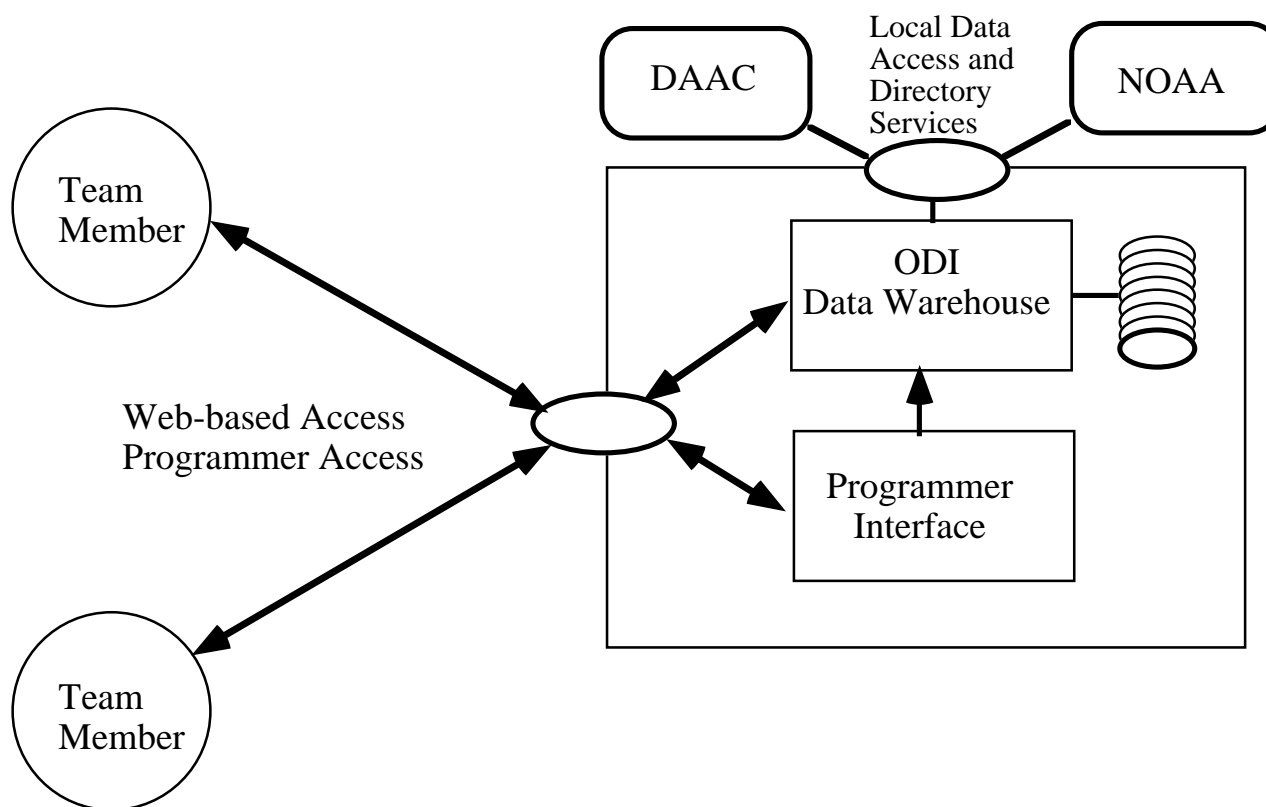 DAAC
Local Data
Access and
Directory
Services
NOAA
Team
Member
ODI
Data Warehouse
Web-based Access
Programmer Access
Programmer
Interface
Team
Member